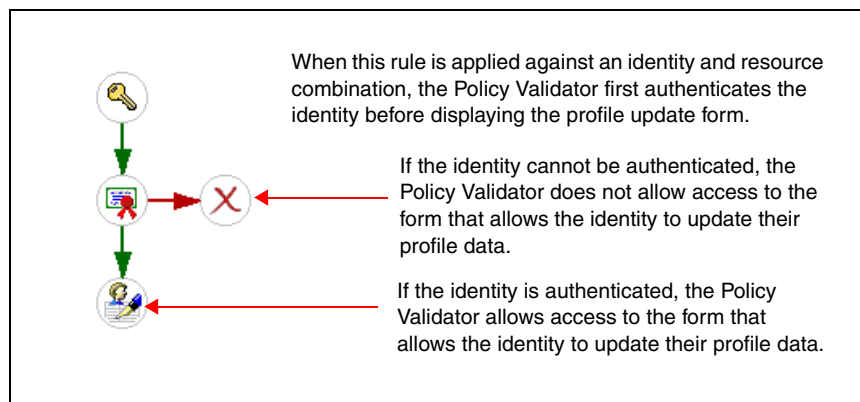 When this rule is applied against an identity and resource
combination, the Policy Validator first authenticates the
identity before displaying the profile update form.
If the identity cannot be authenticated, the
Policy Validator does not allow access to the
form that allows the identity to update their
profile data.
If the identity is authenticated, the Policy
Validator allows access to the form that
allows the identity to update their profile data.